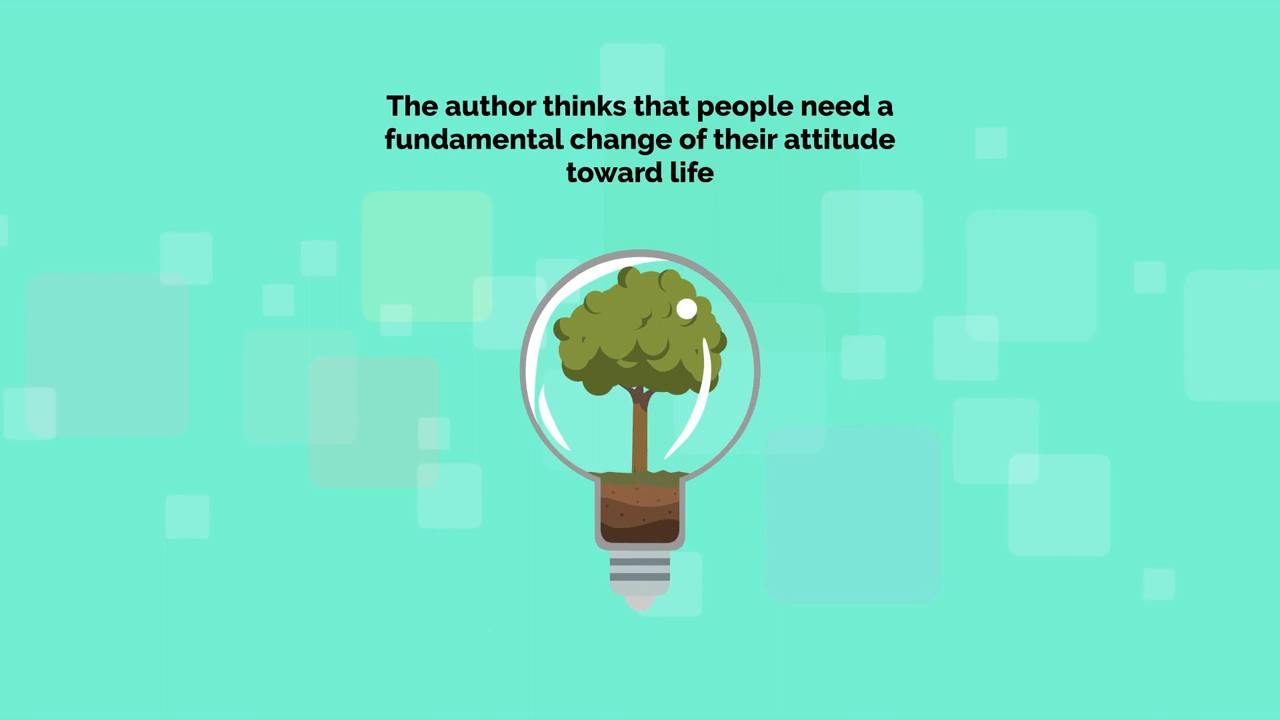 The author thinks that people need a
fundamental change of their attitude
toward life